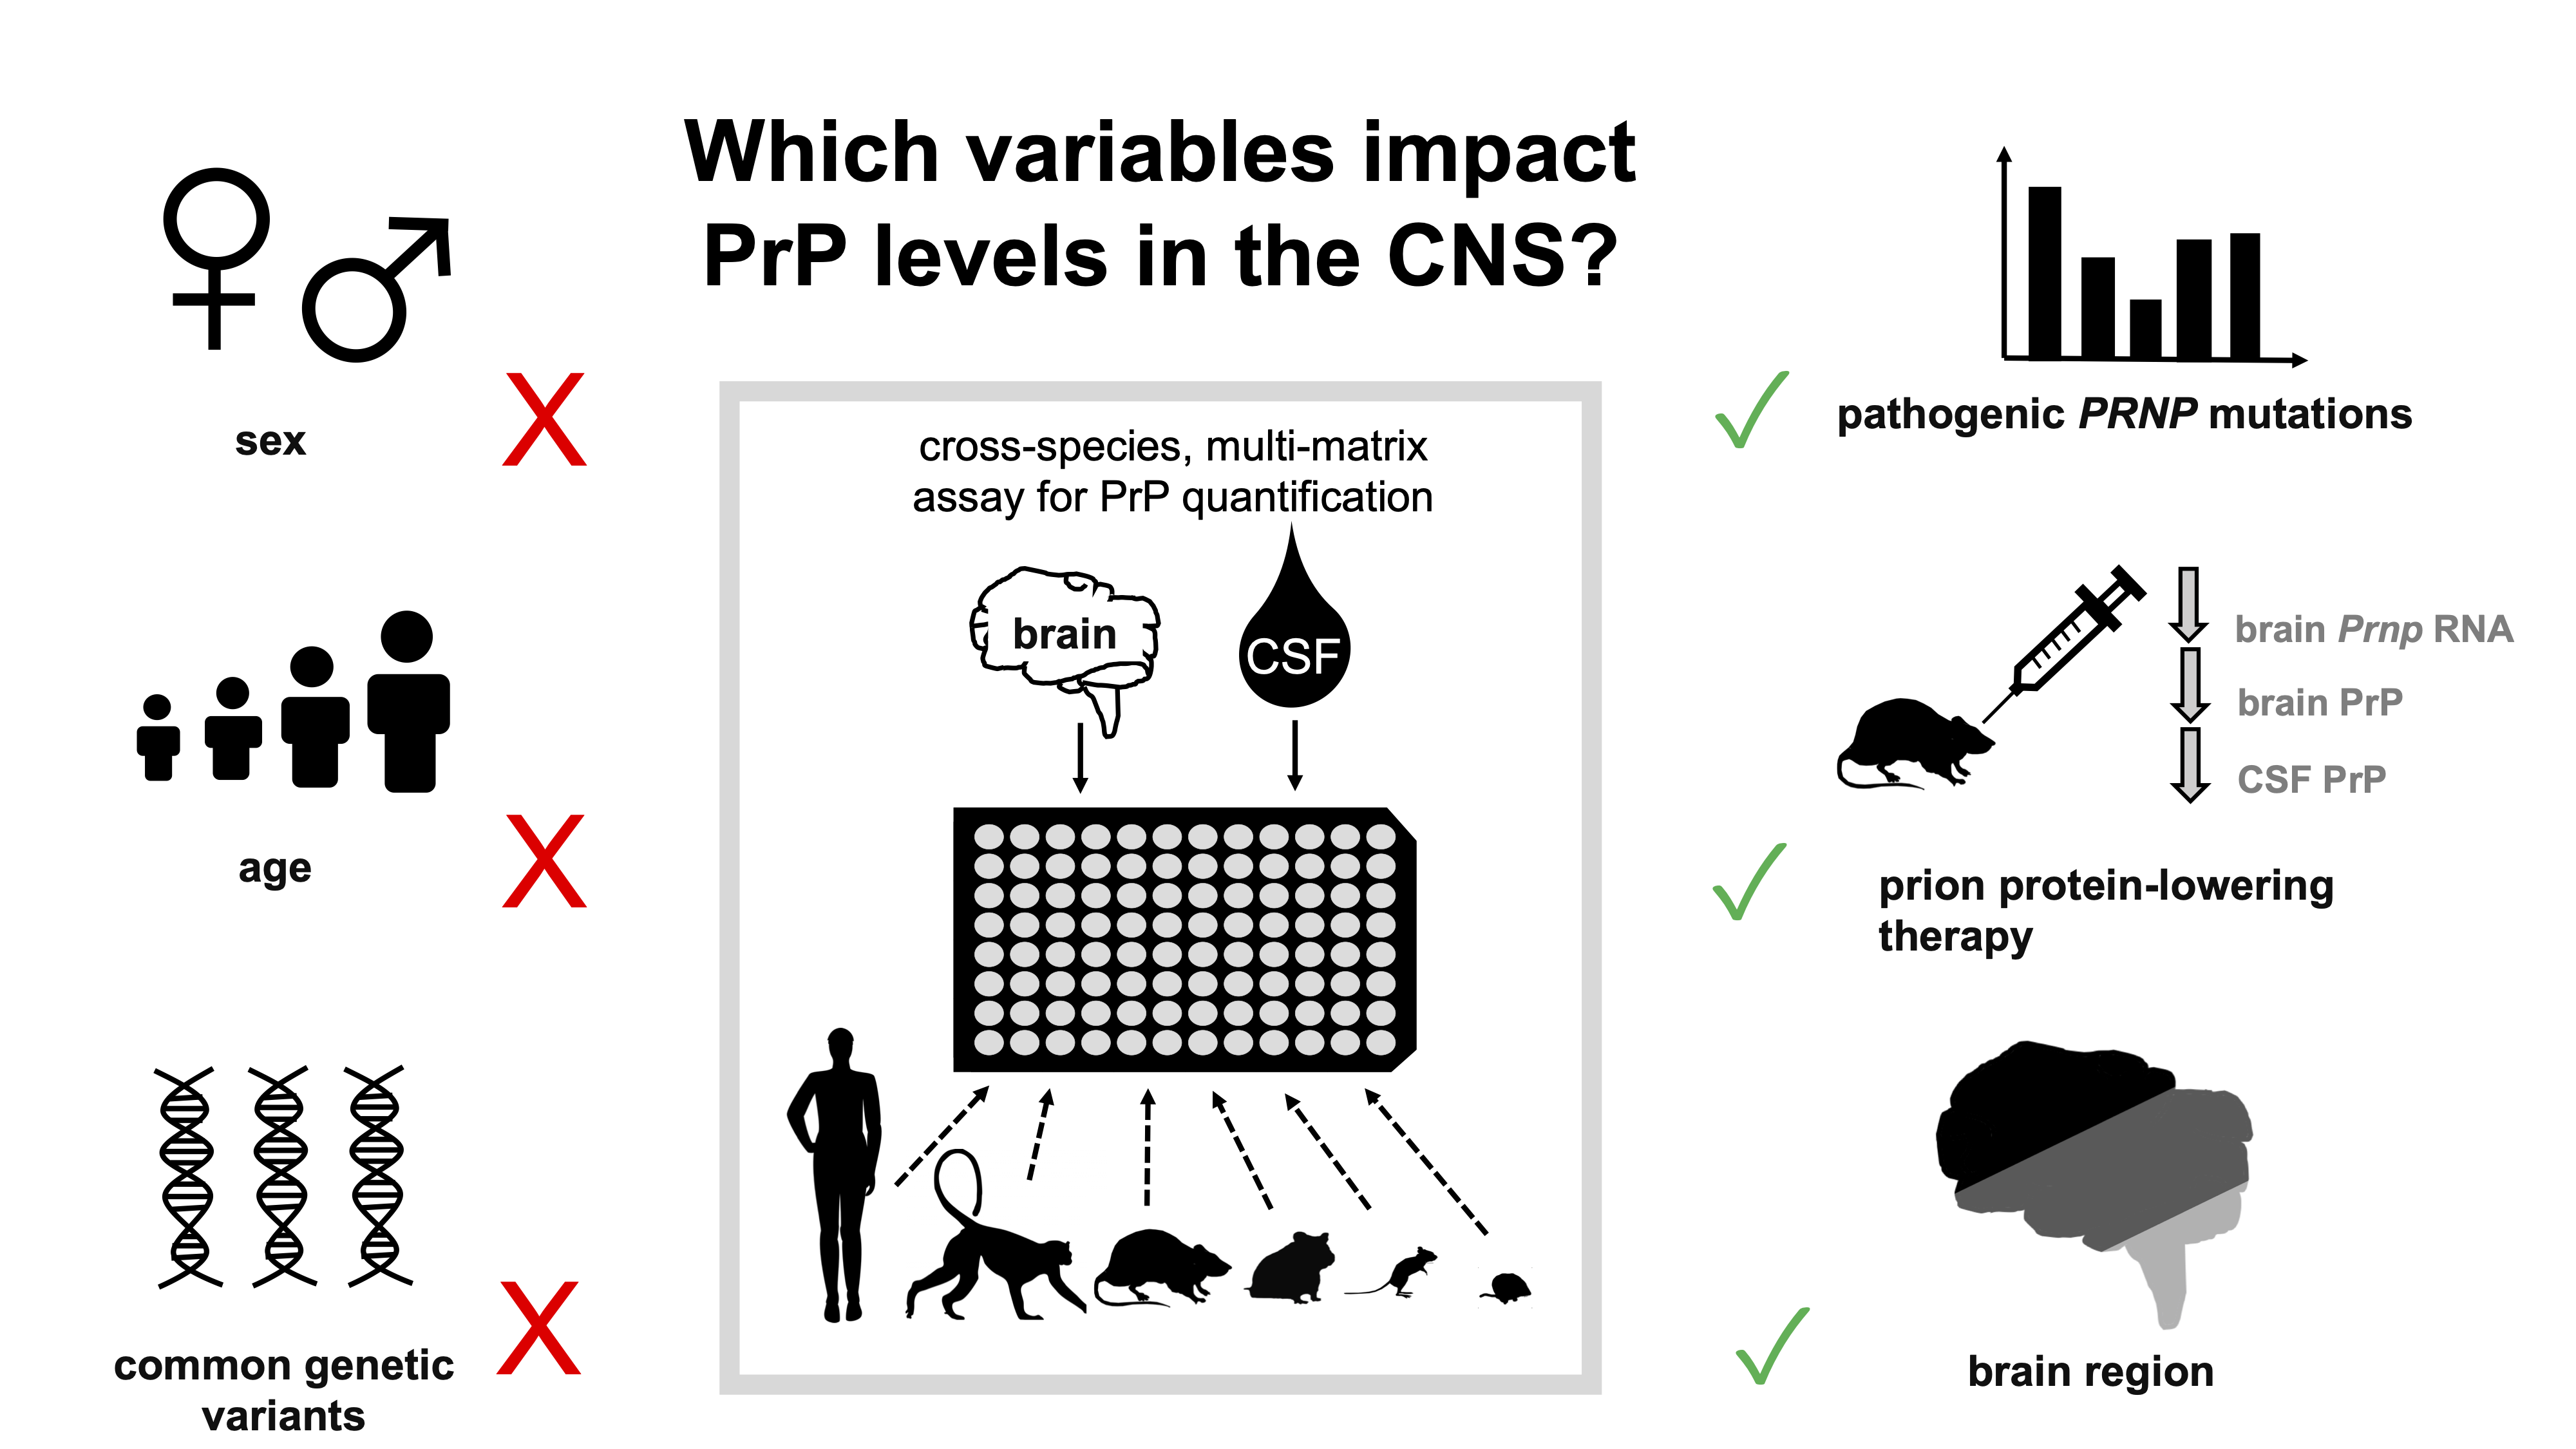 Which variables impact
PrP levels in the CNS?
sex
X
age
X
common genetic
variants
X
cross-species, multi-matrix
assay for PrP quantification
brain
CSF
✓
pathogenic PRNP mutations
brain Prnp RNA
brain PrP
CSF PrP
✓
prion protein-lowering
therapy
✓
brain region